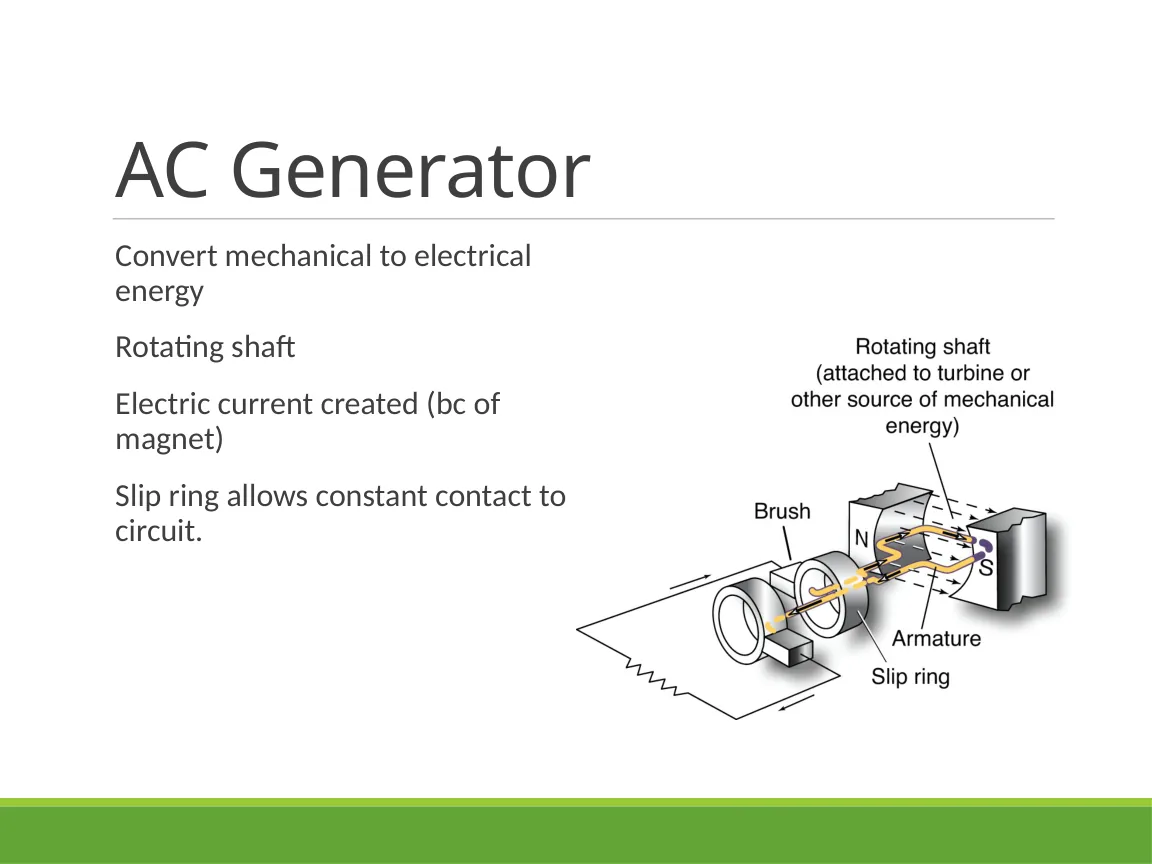 AC Generator
Convert mechanical to electrical
energy
Rotating shaft
Electric current created (bc of
magnet)
Slip ring allows constant contact to
circuit.
Rotating shaft
(attached to turbine or
other source of mechanical
energy)
Brush
N
S
Armature
Slip ring